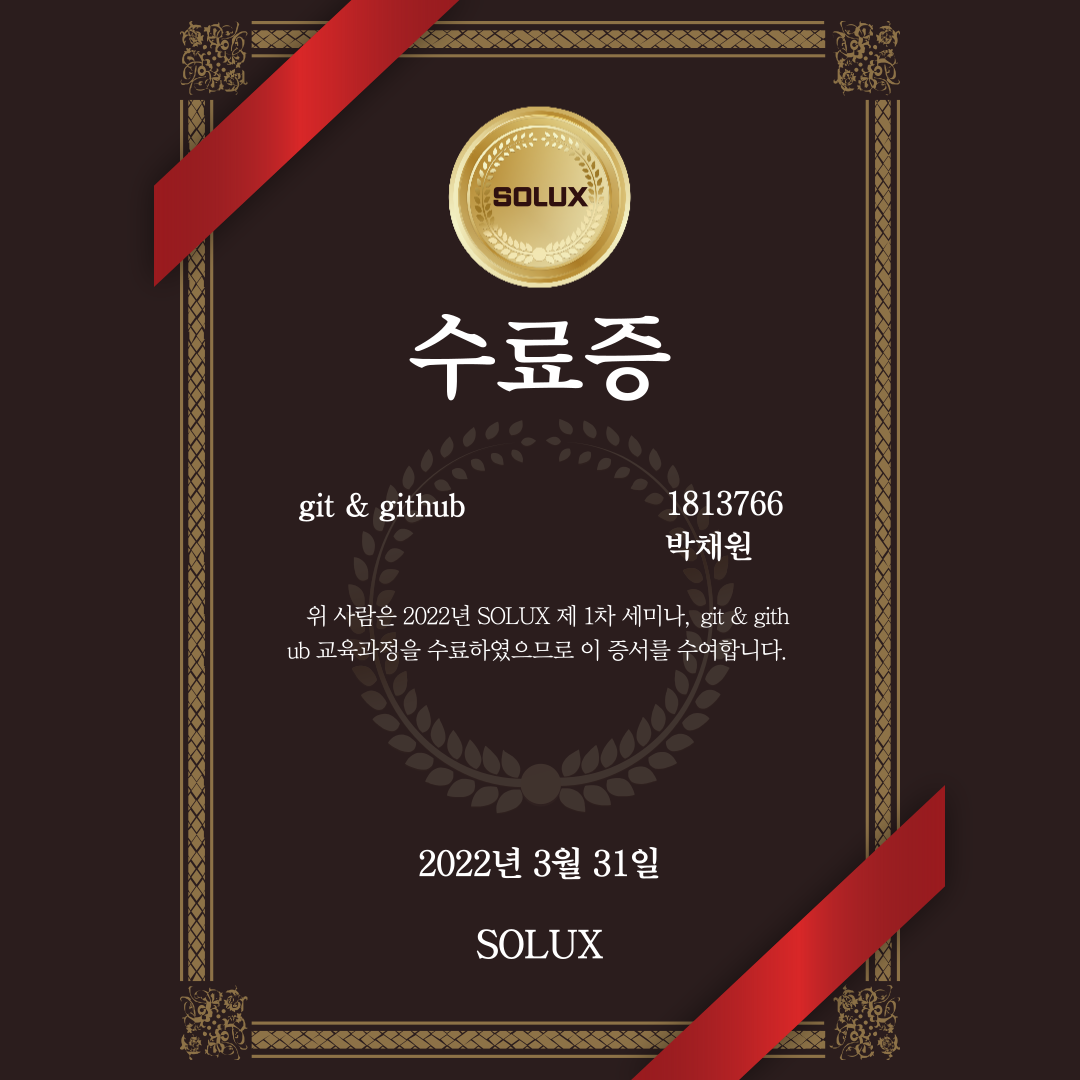 SOLUX
수료증
git & github
1813766
박채원
위 사람은 2022년 SOLUX 제 1차 세미나, git & gith
ub 교육과정을 수료하였으므로 이 증서를 수여합니다.
2022년 3월 31일
SOLUX